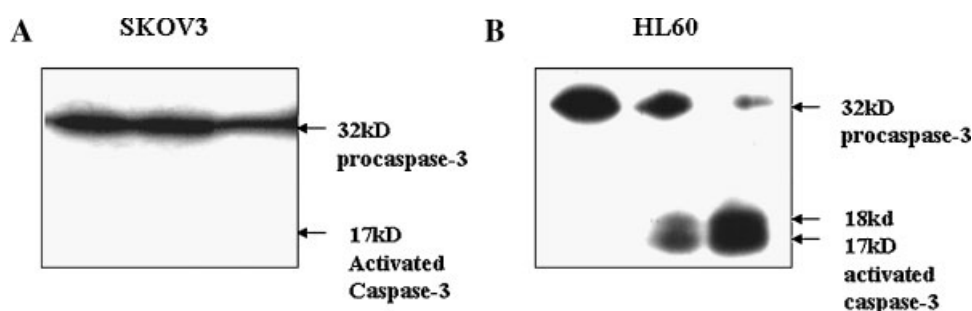 A
SKOV3
32kD
procaspase-3
17kD
Activated
Caspase-3
B
HL60
32kD
procaspase-3
18kd
17kD
activated
caspase-3